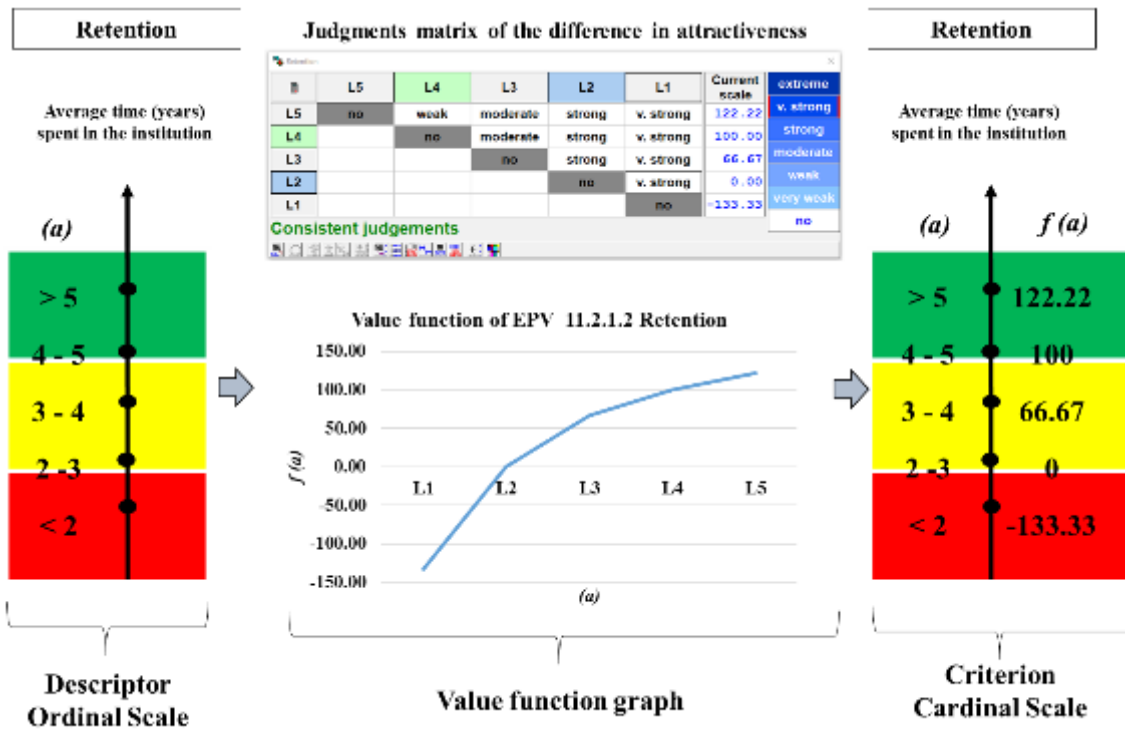 Retention
Judgments matrix of the difference in attractiveness
Retention
Average time (years)
spent in the institution
(a)
> 5
4 - 5
3 - 4
2 -3
< 2
Descriptor
Ordinal Scale
Retention
L5 L4 L3 L2 L1 Current scale
L5 no weak moderate strong v. strong 122.22
L4 no moderate strong v. strong 100.00
L3 no strong v. strong 66.67
L2 no v. strong 0.00
L1 no -133.33
extreme
v. strong
strong
moderate
weak
very weak
no
Consistent judgements
Value function of EPV 11.2.1.2 Retention
150.00
100.00
50.00
0.00
-50.00
-100.00
-150.00
f (a)
L1 L2 L3 L4 L5
(a)
Value function graph
Average time (years)
spent in the institution
(a) f (a)
> 5 122.22
4 - 5 100
3 - 4 66.67
2 -3 0
< 2 -133.33
Criterion
Cardinal Scale